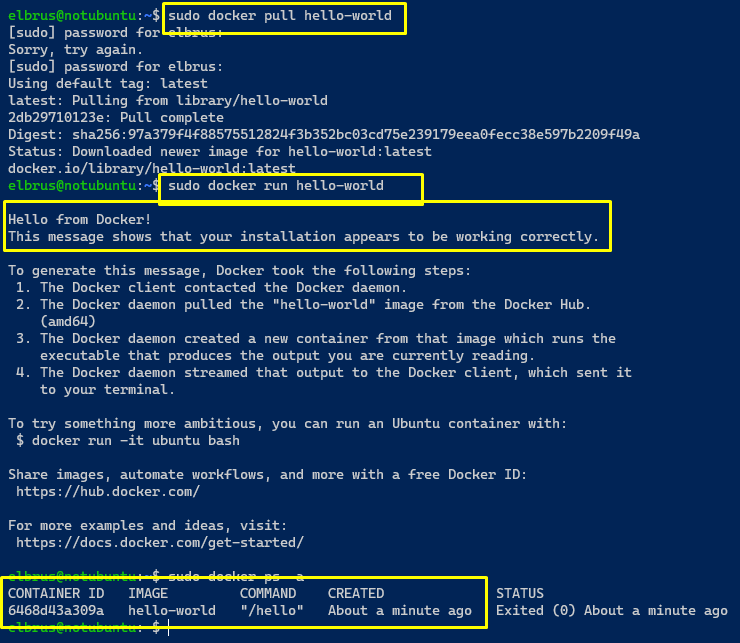 elbrus@notubuntu:~$ sudo docker pull hello-world
[sudo] password for elbrus:
Sorry, try again.
[sudo] password for elbrus:
Using default tag: latest
latest: Pulling from library/hello-world
2db29710123e: Pull complete
Digest: sha256:97a379f4f88575512824f3b352bc03cd75e239179eea0fecc38e597b2209f49a
Status: Downloaded newer image for hello-world:latest
docker.io/library/hello-world:latest
elbrus@notubuntu:~$ sudo docker run hello-world
Hello from Docker!
This message shows that your installation appears to be working correctly.
To generate this message, Docker took the following steps:
1. The Docker client contacted the Docker daemon.
2. The Docker daemon pulled the "hello-world" image from the Docker Hub.
(amd64)
3. The Docker daemon created a new container from that image which runs the
executable that produces the output you are currently reading.
4. The Docker daemon streamed that output to the Docker client, which sent it
to your terminal.
To try something more ambitious, you can run an Ubuntu container with:
$ docker run -it ubuntu bash
Share images, automate workflows, and more with a free Docker ID:
https://hub.docker.com/
For more examples and ideas, visit:
https://docs.docker.com/get-started/
elbrus@notubuntu:~$ sudo docker ps -a
CONTAINER ID IMAGE COMMAND CREATED STATUS
6468d43a309a hello-world "/hello" About a minute ago Exited (0) About a minute ago
elbrus@notubuntu:~$